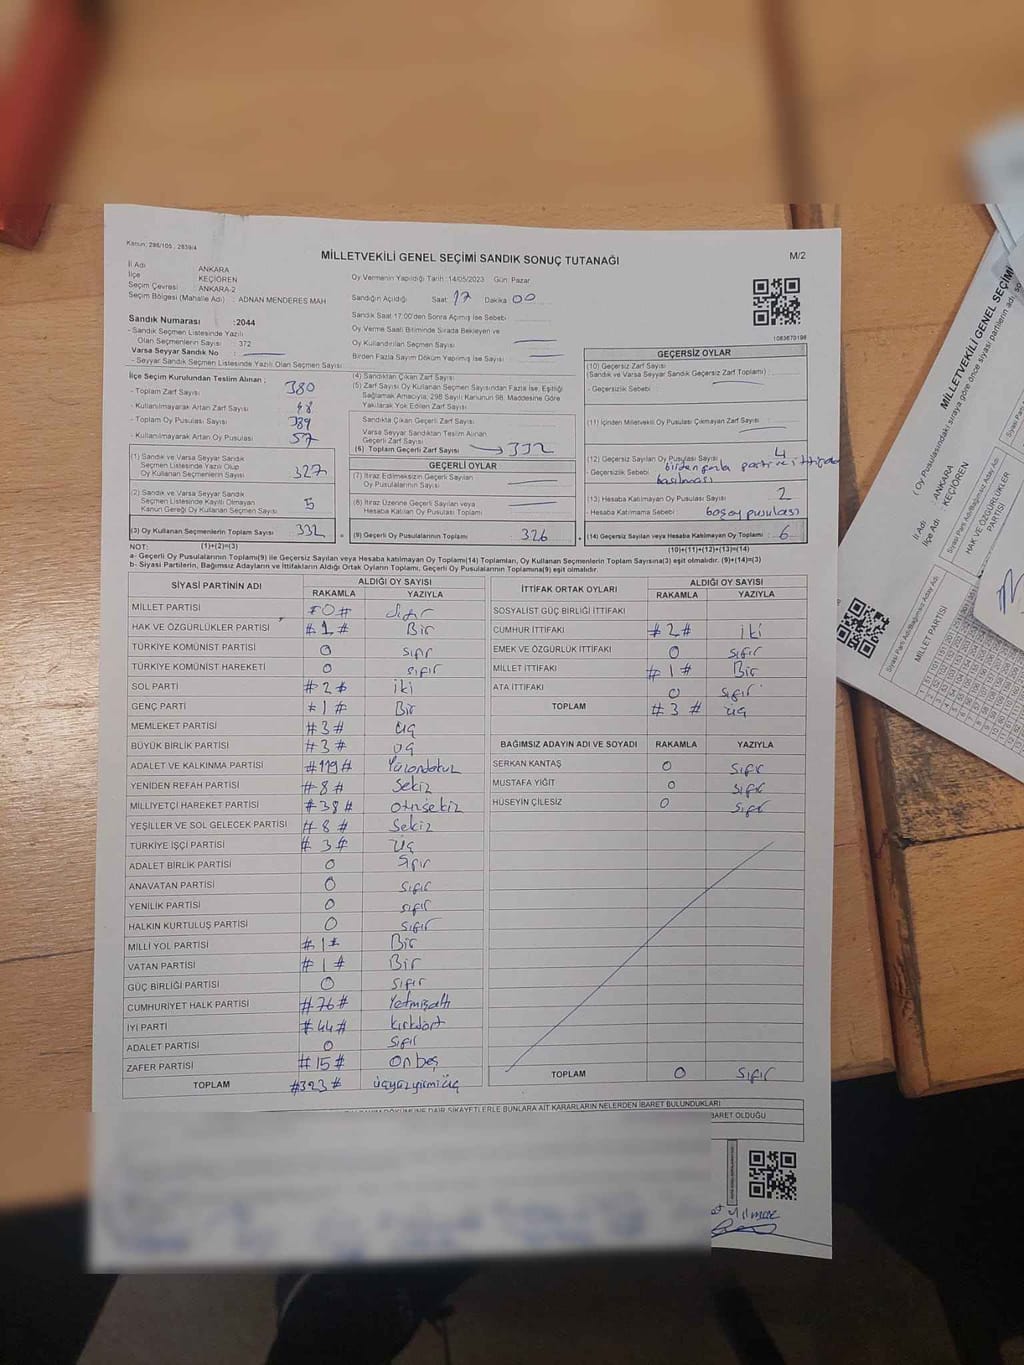 Kanun: 298/105, 2839/4
MİLLETVEKİLİ GENEL SEÇİMİ SANDIK SONUÇ TUTANAĞI
M/2
İl Adı ANKARA
İlçe KEÇİÖREN
Seçim Çevresi ANKARA-2
Seçim Bölgesi (Mahalle Adı) : ADNAN MENDERES MAH
Oy Vermenin Yapıldığı Tarih :14/05/2023 Gün: Pazar
Sandığın Açıldığı Saat: 17 Dakika 00
Sandık Saat 17:00'den Sonra Açılmış İse Sebebi
Oy Verme Saati Bitiminde Sırada Bekleyen ve
Oy Kullandırılan Seçmen Sayısı
Birden Fazla Sayım Döküm Yapılmış İse Sayısı
1083670196
Sandık Numarası :2044
- Sandık Seçmen Listesinde Yazılı
Olan Seçmenlerin Sayısı : 372
Varsa Seyyar Sandık No
- Seyyar Sandık Seçmen Listesinde Yazılı Olan Seçmen Sayısı
İlçe Seçim Kurulundan Teslim Alınan ;
- Toplam Zarf Sayısı 380
- Kullanılmayarak Artan Zarf Sayısı 48
- Toplam Oy Pusulası Sayısı 389
- Kullanılmayarak Artan Oy Pusulası 57
(1) Sandık ve Varsa Seyyar Sandık
Seçmen Listesinde Yazılı Olup
Oy Kullanan Seçmen Sayısı 327
(2) Sandık ve Varsa Seyyar Sandık
Seçmen Listesinde Kayıtlı Olmayan
Kanun Gereği Oy Kullanan Seçmen Sayısı 5
(3) Oy Kullanan Seçmenlerin Toplam Sayısı 332
(1)+(2)=(3)
(4) Sandıktan Çıkan Zarf Sayısı
(5) Zarf Sayısı Oy Kullanan Seçmen Sayısından Fazla İse, Eşitliği
Sağlamak Amacıyla; 298 Sayılı Kanunun 98. Maddesine Göre
Yakılarak Yok Edilen Zarf Sayısı
Sandıkta Çıkan Geçerli Zarf Sayısı
Varsa Seyyar Sandıktan Teslim Alınan
Geçerli Zarf Sayısı
(6) Toplam Geçerli Zarf Sayısı 332
GEÇERLİ OYLAR
(7) İtiraz Edilmeksizin Geçerli Sayılan
Oy Pusulalarının Sayısı
(8) İtiraz Üzerine Geçerli Sayılan veya
Hesaba Katılan Oy Pusulası Toplamı
(9) Geçerli Oy Pusulalarının Toplamı 326
GEÇERSİZ OYLAR
(10) Geçersiz Zarf Sayısı
(Sandık ve Varsa Seyyar Sandık Geçersiz Zarf Toplamı)
- Geçersizlik Sebebi
(11) İçinden Milletvekili Oy Pusulası Çıkmayan Zarf Sayısı
(12) Geçersiz Sayılan Oy Pusulası Sayısı 4
- Geçersizlik Sebebi birden fazla parti ve ittifaka
basılması
(13) Hesaba Katılmayan Oy Pusulası Sayısı 2
- Hesaba Katılmama Sebebi boş oy pusulası
(14) Geçersiz Sayılan veya Hesaba Katılmayan Oy Toplamı 6
(10)+(11)+(12)+(13)=(14)
NOT:
a- Geçerli Oy Pusulalarının Toplamı(9) ile Geçersiz Sayılan veya Hesaba katılmayan Oy Toplamı(14) Toplamları, Oy Kullanan Seçmenlerin Toplam Sayısına(3) eşit olmalıdır. (9)+(14)=(3)
b- Siyasi Partilerin, Bağımsız Adayların ve İttifakların Aldığı Ortak Oyların Toplamı, Geçerli Oy Pusulalarının Toplamına(9) eşit olmalıdır.
SİYASİ PARTİNİN ADI ALDIĞI OY SAYISI
RAKAMLA YAZIYLA
MİLLET PARTİSİ #0# sıfır
HAK VE ÖZGÜRLÜKLER PARTİSİ #1# Bir
TÜRKİYE KOMÜNİST PARTİSİ 0 sıfır
TÜRKİYE KOMÜNİST HAREKETİ 0 sıfır
SOL PARTİ #2# iki
GENÇ PARTİ #1# Bir
MEMLEKET PARTİSİ #3# üç
BÜYÜK BİRLİK PARTİSİ #3# üç
ADALET VE KALKINMA PARTİSİ #119# Yüzondokuz
YENİDEN REFAH PARTİSİ #8# Sekiz
MİLLİYETÇİ HAREKET PARTİSİ #38# otuzsekiz
YEŞİLLER VE SOL GELECEK PARTİSİ #8# Sekiz
TÜRKİYE İŞÇİ PARTİSİ #3# üç
ADALET BİRLİK PARTİSİ 0 sıfır
ANAVATAN PARTİSİ 0 sıfır
YENİLİK PARTİSİ 0 sıfır
HALKIN KURTULUŞ PARTİSİ 0 sıfır
MİLLİ YOL PARTİSİ #1# Bir
VATAN PARTİSİ #1# Bir
GÜÇ BİRLİĞİ PARTİSİ 0 sıfır
CUMHURİYET HALK PARTİSİ #76# Yetmişaltı
İYİ PARTİ #44# kırkdört
ADALET PARTİSİ 0 sıfır
ZAFER PARTİSİ #15# on beş
TOPLAM #323# üçyüzyirmiüç
İTTİFAK ORTAK OYLARI ALDIĞI OY SAYISI
RAKAMLA YAZIYLA
SOSYALİST GÜÇ BİRLİĞİ İTTİFAKI
CUMHUR İTTİFAKI #2# iki
EMEK VE ÖZGÜRLÜK İTTİFAKI 0 sıfır
MİLLET İTTİFAKI #1# Bir
ATA İTTİFAKI 0 sıfır
TOPLAM #3# üç
BAĞIMSIZ ADAYIN ADI VE SOYADI RAKAMLA YAZIYLA
SERKAN KANTAŞ 0 sıfır
MUSTAFA YİĞİT 0 sıfır
HÜSEYİN ÇİLESİZ 0 sıfır
TOPLAM 0 sıfır
DÖKÜMÜNE DAİR ŞİKAYETLERLE BUNLARA AİT KARARLARIN NELERDEN İBARET BULUNDUKLARI
BARET OLDUĞU
MİLLETVEKİLİ GENEL SEÇİMİ
( Oy Pusulasındaki sıraya göre önce siyasi partilerin adı,
İl Adı : ANKARA
İlçe Adı : KEÇİÖREN
Siyasi Parti Adı/Bağımsız Aday Adı
HAK VE ÖZGÜRLÜKLER
PARTİSİ
Siyasi Parti Adı/Bağımsız Aday Adı
MİLLET PARTİSİ